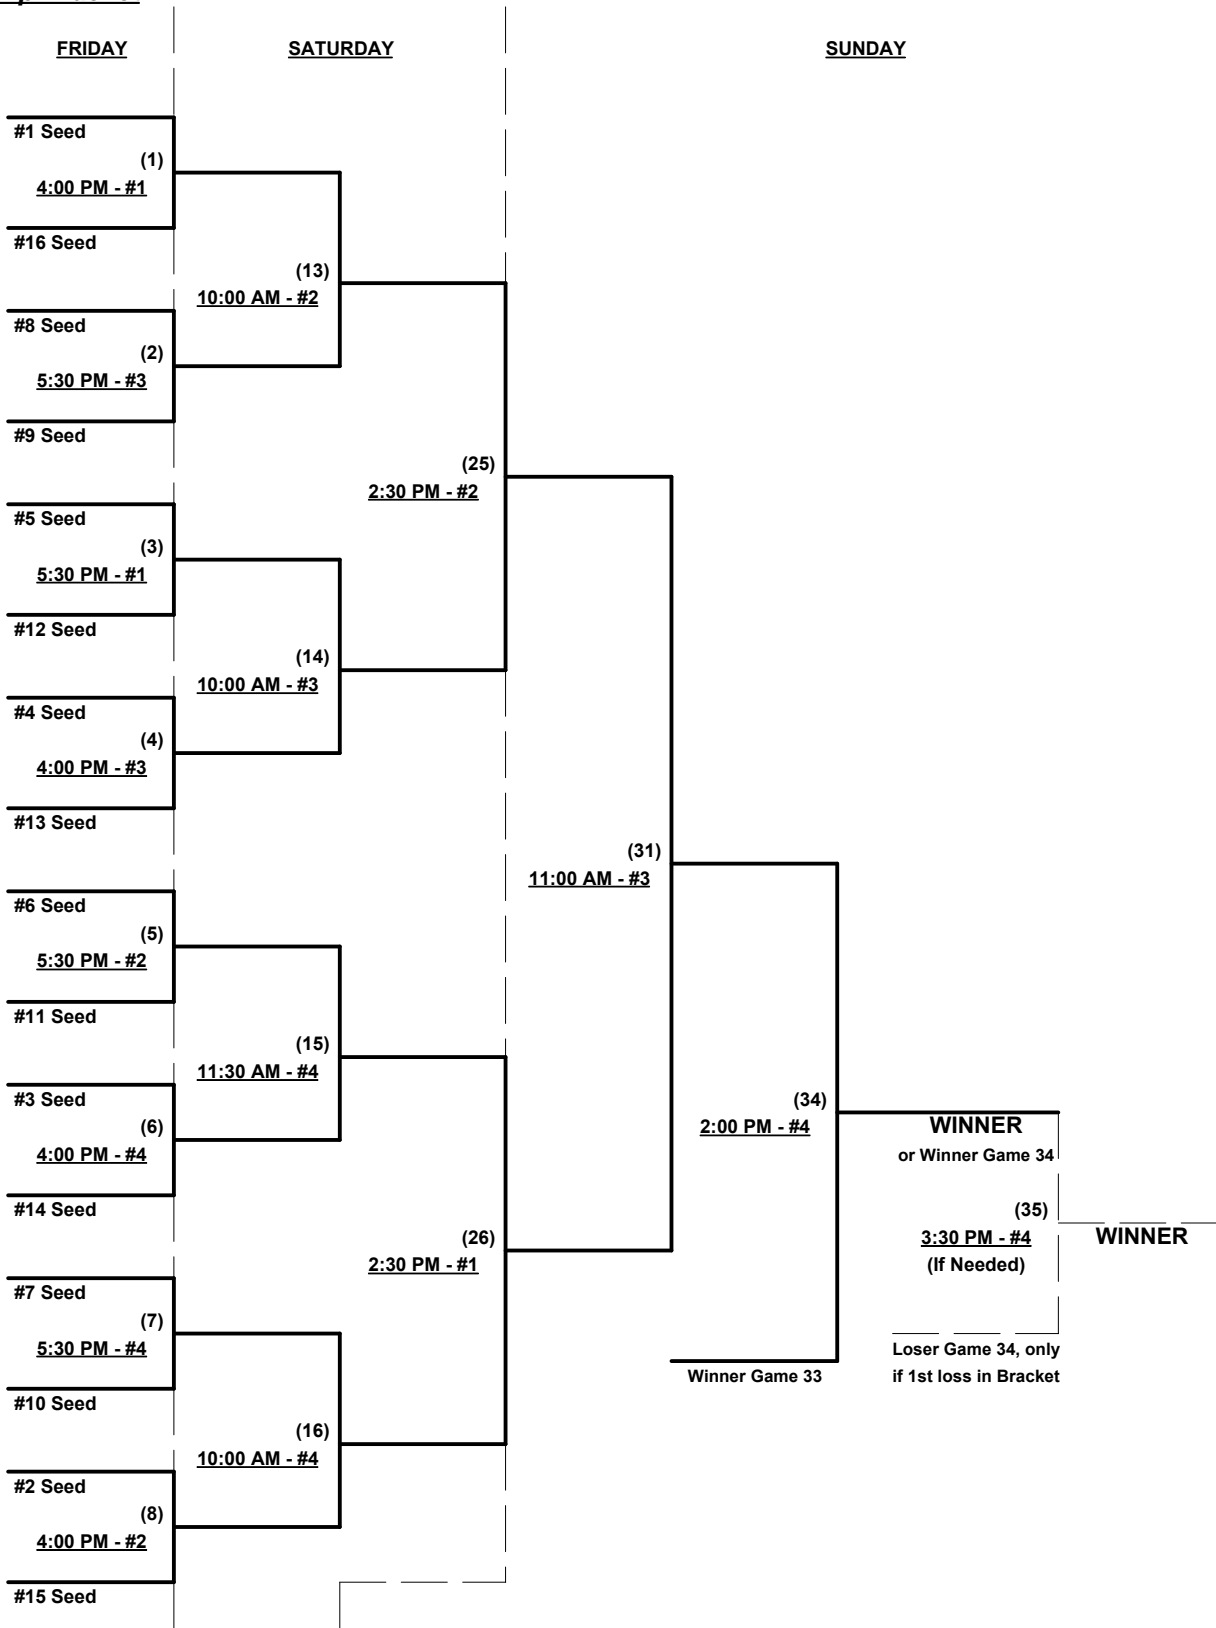 FRIDAY
SATURDAY
SUNDAY
#1 Seed
(1)
4:00 PM - #1
#16 Seed
(13)
10:00 AM - #2
#8 Seed
(2)
5:30 PM - #3
#9 Seed
(25)
2:30 PM - #2
#5 Seed
(3)
5:30 PM - #1
#12 Seed
(14)
10:00 AM - #3
#4 Seed
(4)
4:00 PM - #3
#13 Seed
(31)
11:00 AM - #3
#6 Seed
(5)
5:30 PM - #2
#11 Seed
(15)
11:30 AM - #4
#3 Seed
(6)
4:00 PM - #4
#14 Seed
(34)
2:00 PM - #4
WINNER
or Winner Game 34
(35)
3:30 PM - #4
(If Needed)
WINNER
(26)
2:30 PM - #1
#7 Seed
(7)
5:30 PM - #4
#10 Seed
Winner Game 33
Loser Game 34, only
if 1st loss in Bracket
(16)
10:00 AM - #4
#2 Seed
(8)
4:00 PM - #2
#15 Seed